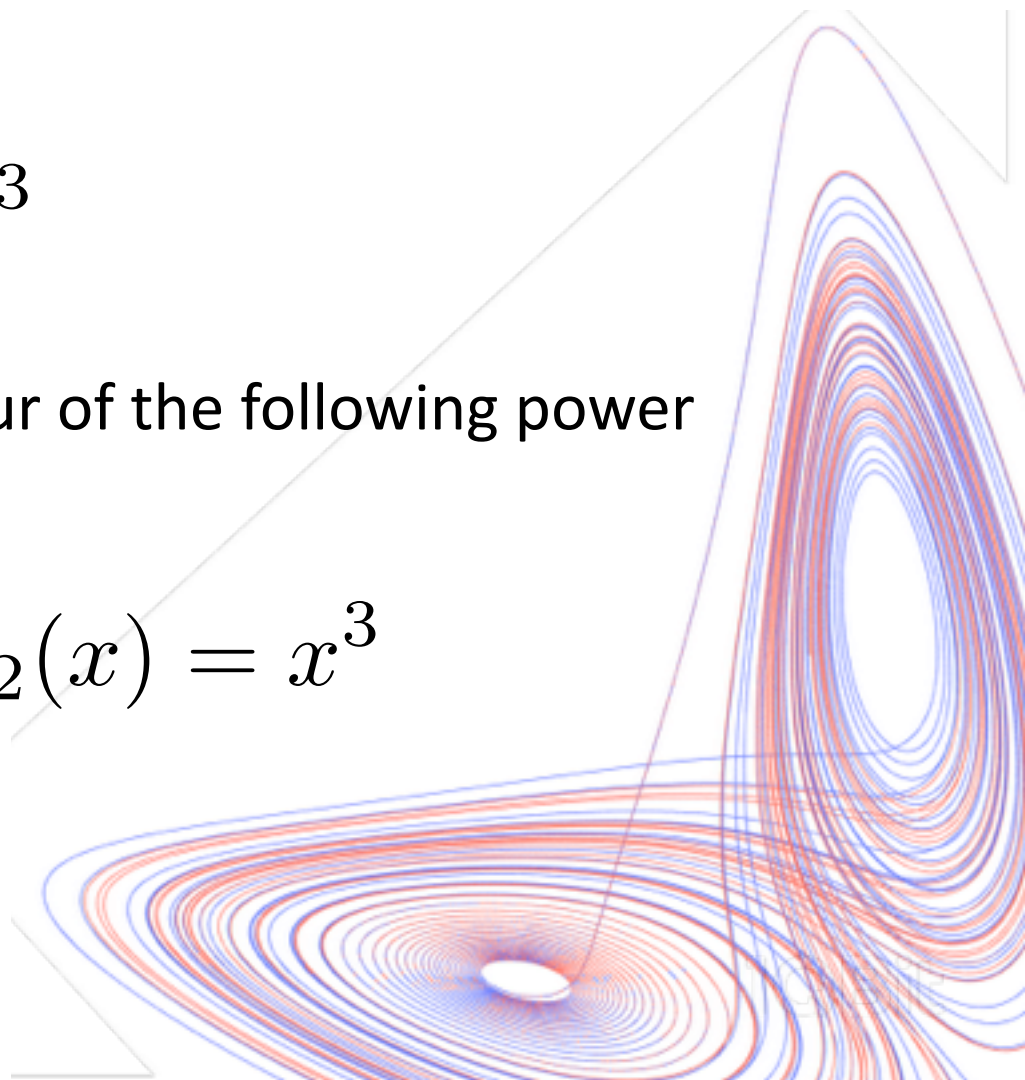 3
ur of the following power
₂(x) = x³